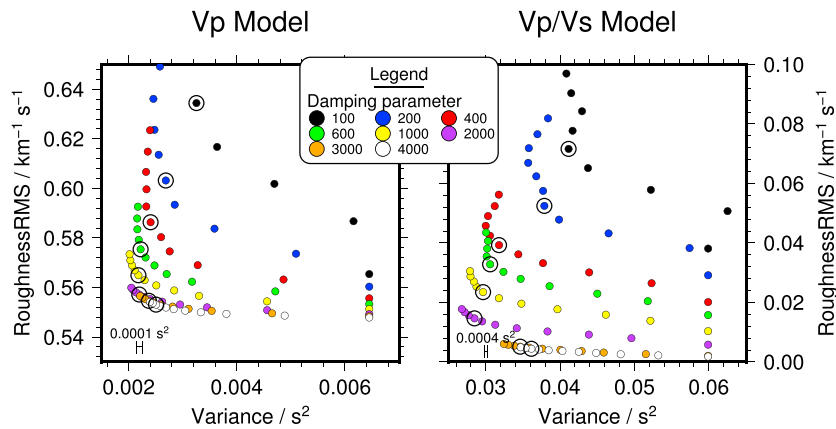 Vp Model
Vp/Vs Model
Legend
Damping parameter
100 200 400
600 1000 2000
3000 4000
RoughnessRMS / km⁻¹ s⁻¹
0.64
0.62
0.60
0.58
0.56
0.54
0.0001 s²
0.002 0.004 0.006
Variance / s²
0.0004 s²
0.03 0.04 0.05 0.06
Variance / s²
0.10
0.08
0.06
0.04
0.02
0.00
RoughnessRMS / km⁻¹ s⁻¹